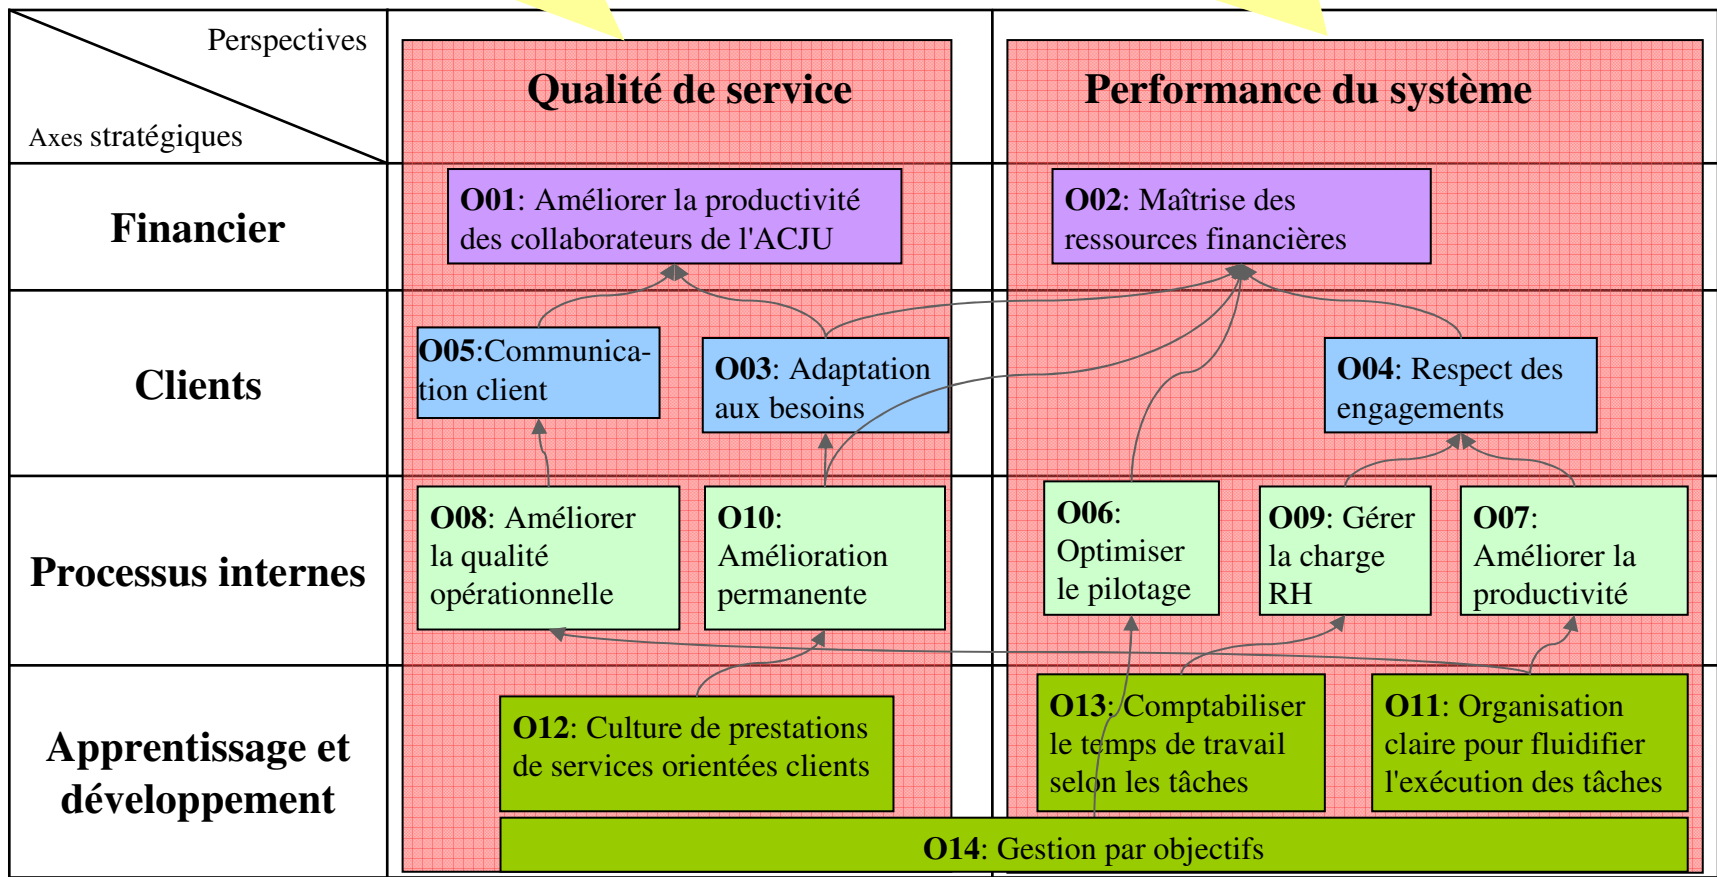 Perspectives
Axes stratégiques
Qualité de service
Performance du système
Financier
O01: Améliorer la productivité
des collaborateurs de l'ACJU
O02: Maîtrise des
ressources financières
Clients
O05:Communica-
tion client
O03: Adaptation
aux besoins
O04: Respect des
engagements
Processus internes
O08: Améliorer
la qualité
opérationnelle
O10:
Amélioration
permanente
O06:
Optimiser
le pilotage
O09: Gérer
la charge
RH
O07:
Améliorer la
productivité
Apprentissage et
développement
O12: Culture de prestations
de services orientées clients
O13: Comptabiliser
le temps de travail
selon les tâches
O11: Organisation
claire pour fluidifier
l'exécution des tâches
O14: Gestion par objectifs